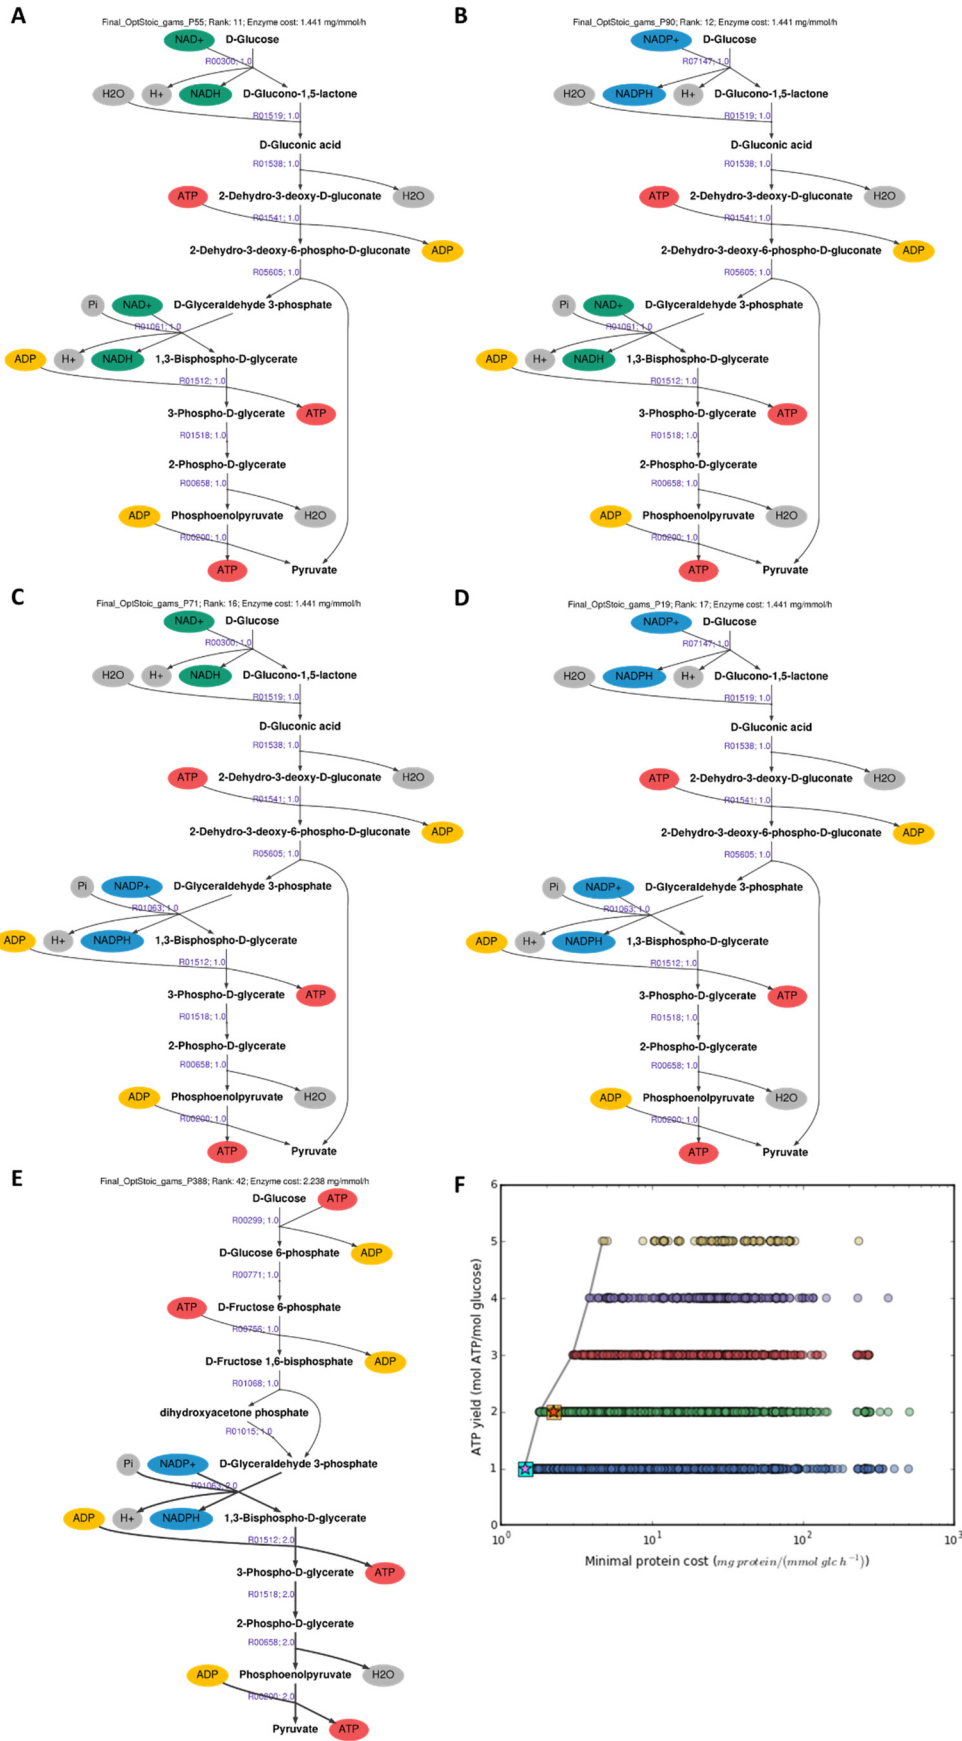 A
Final_OptStoic_gams_P55; Rank: 11; Enzyme cost: 1.441 mg/mmol/h
NAD+
D-Glucose
R00300; 1.0
H2O
H+
NADH
D-Glucono-1,5-lactone
R01519; 1.0
D-Gluconic acid
R01538; 1.0
ATP
2-Dehydro-3-deoxy-D-gluconate
H2O
R01541; 1.0
2-Dehydro-3-deoxy-6-phospho-D-gluconate
ADP
R05605; 1.0
D-Glyceraldehyde 3-phosphate
Pi
NAD+
R01061; 1.0
ADP
H+
NADH
1,3-Bisphospho-D-glycerate
R01512; 1.0
3-Phospho-D-glycerate
ATP
R01518; 1.0
2-Phospho-D-glycerate
R00658; 1.0
ADP
Phosphoenolpyruvate
H2O
R00200; 1.0
ATP
Pyruvate
B
Final_OptStoic_gams_P90; Rank: 12; Enzyme cost: 1.441 mg/mmol/h
NADP+
D-Glucose
R07147; 1.0
H2O
NADPH
H+
D-Glucono-1,5-lactone
R01519; 1.0
D-Gluconic acid
R01538; 1.0
ATP
2-Dehydro-3-deoxy-D-gluconate
H2O
R01541; 1.0
2-Dehydro-3-deoxy-6-phospho-D-gluconate
ADP
R05605; 1.0
Pi
NAD+
D-Glyceraldehyde 3-phosphate
R01061; 1.0
ADP
H+
NADH
1,3-Bisphospho-D-glycerate
R01512; 1.0
3-Phospho-D-glycerate
ATP
R01518; 1.0
2-Phospho-D-glycerate
R00658; 1.0
ADP
Phosphoenolpyruvate
H2O
R00200; 1.0
ATP
Pyruvate
C
Final_OptStoic_gams_P71; Rank: 16; Enzyme cost: 1.441 mg/mmol/h
NAD+
D-Glucose
R00300; 1.0
H2O
H+
NADH
D-Glucono-1,5-lactone
R01519; 1.0
D-Gluconic acid
R01538; 1.0
ATP
2-Dehydro-3-deoxy-D-gluconate
H2O
R01541; 1.0
2-Dehydro-3-deoxy-6-phospho-D-gluconate
ADP
R05605; 1.0
Pi
NADP+
D-Glyceraldehyde 3-phosphate
R01063; 1.0
ADP
H+
NADPH
1,3-Bisphospho-D-glycerate
R01512; 1.0
3-Phospho-D-glycerate
ATP
R01518; 1.0
2-Phospho-D-glycerate
R00658; 1.0
ADP
Phosphoenolpyruvate
H2O
R00200; 1.0
ATP
Pyruvate
D
Final_OptStoic_gams_P19; Rank: 17; Enzyme cost: 1.441 mg/mmol/h
NADP+
D-Glucose
R07147; 1.0
H2O
NADPH
H+
D-Glucono-1,5-lactone
R01519; 1.0
D-Gluconic acid
R01538; 1.0
ATP
2-Dehydro-3-deoxy-D-gluconate
H2O
R01541; 1.0
2-Dehydro-3-deoxy-6-phospho-D-gluconate
ADP
R05605; 1.0
Pi
NADP+
D-Glyceraldehyde 3-phosphate
R01063; 1.0
ADP
H+
NADPH
1,3-Bisphospho-D-glycerate
R01512; 1.0
3-Phospho-D-glycerate
ATP
R01518; 1.0
2-Phospho-D-glycerate
R00658; 1.0
ADP
Phosphoenolpyruvate
H2O
R00200; 1.0
ATP
Pyruvate
E
Final_OptStoic_gams_P388; Rank: 42; Enzyme cost: 2.238 mg/mmol/h
D-Glucose
ATP
R00299; 1.0
D-Glucose 6-phosphate
ADP
R00771; 1.0
ATP
D-Fructose 6-phosphate
R00756; 1.0
D-Fructose 1,6-bisphosphate
ADP
R01068; 1.0
dihydroxyacetone phosphate
R01015; 1.0
Pi
NADP+
D-Glyceraldehyde 3-phosphate
R01063; 2.0
ADP
H+
NADPH
1,3-Bisphospho-D-glycerate
R01512; 2.0
3-Phospho-D-glycerate
ATP
R01518; 2.0
2-Phospho-D-glycerate
R00658; 2.0
ADP
Phosphoenolpyruvate
H2O
R00200; 2.0
Pyruvate
ATP
F
ATP yield (mol ATP/mol glucose)
6
5
4
3
2
1
0
10⁰
10¹
10²
10³
Minimal protein cost (mg protein/(mmol glc h⁻¹))